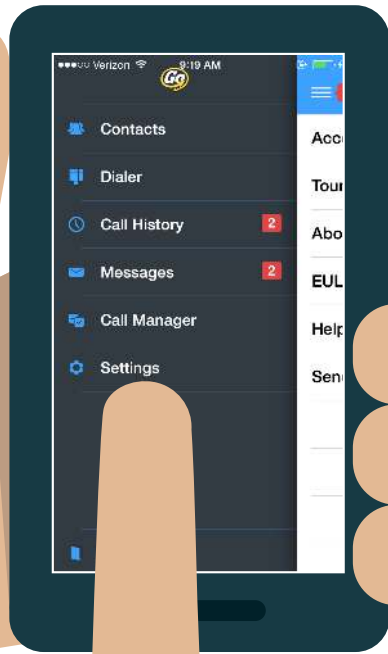 Verizon 9:19 AM
Go
Contacts
Dialer
Call History 2
Messages 2
Call Manager
Settings
Acc
Tour
Abo
EUL
Help
Sen